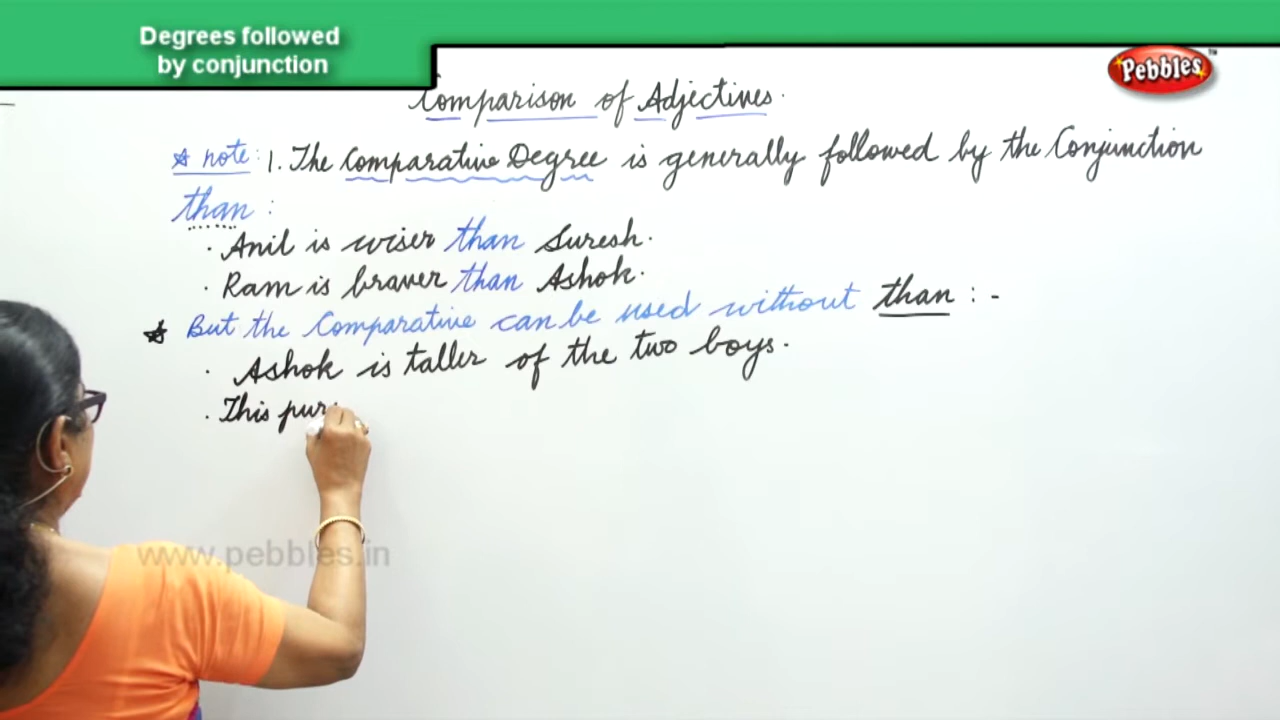 Degrees followed
by conjunction
Pebbles
TM
Comparison of Adjectives.
note: 1. The Comparative Degree is generally followed by the Conjunction
than:
· Anil is wiser than Suresh.
· Ram is braver than Ashok.
But the Comparative can be used without than : -
· Ashok is taller of the two boys.
· This pur
www.pebbles.in